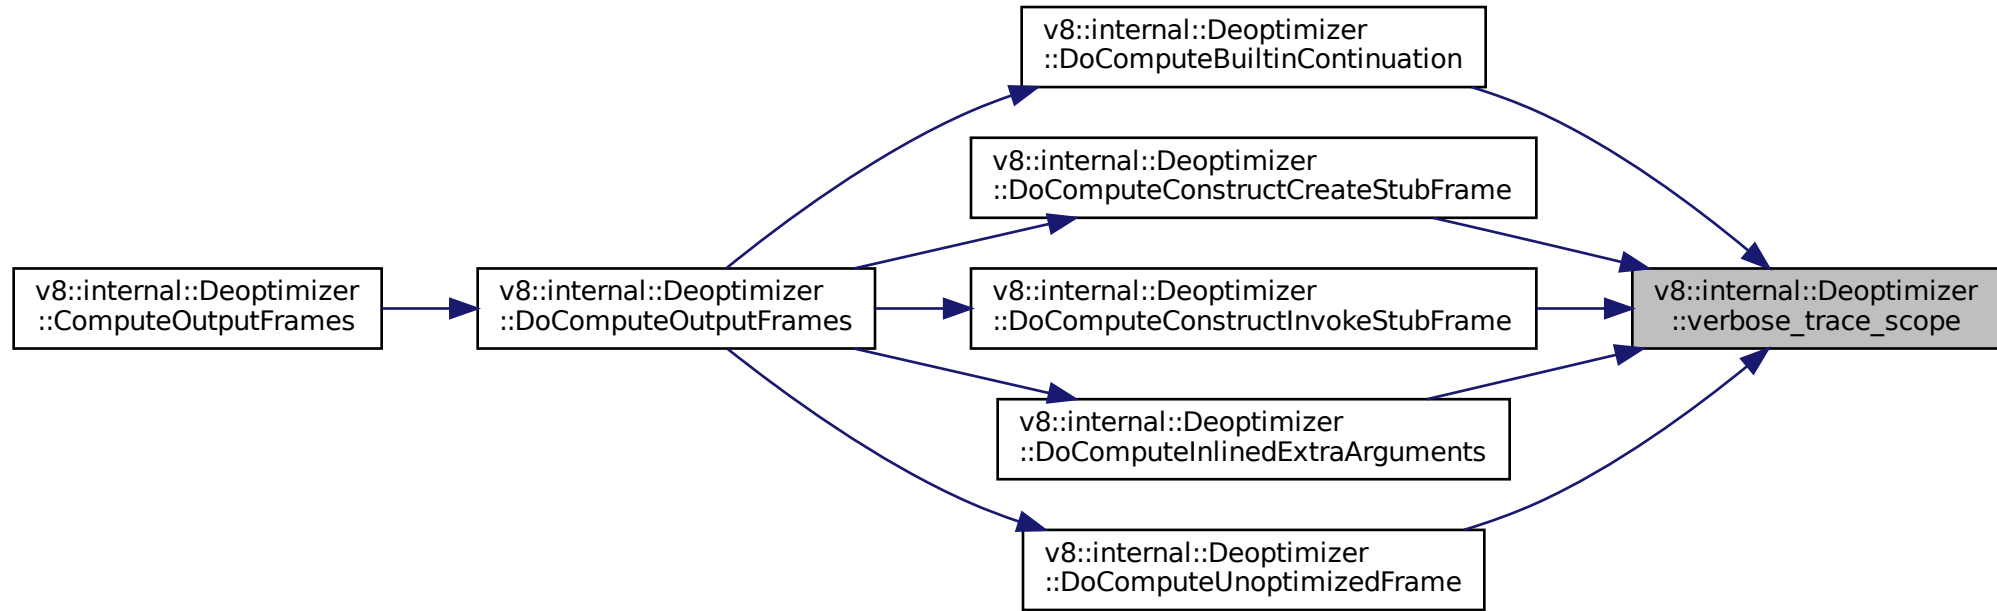 v8::internal::Deoptimizer
::DoComputeBuiltinContinuation
v8::internal::Deoptimizer
::DoComputeConstructCreateStubFrame
v8::internal::Deoptimizer
::ComputeOutputFrames
v8::internal::Deoptimizer
::DoComputeOutputFrames
v8::internal::Deoptimizer
::DoComputeConstructInvokeStubFrame
v8::internal::Deoptimizer
::verbose_trace_scope
v8::internal::Deoptimizer
::DoComputeInlinedExtraArguments
v8::internal::Deoptimizer
::DoComputeUnoptimizedFrame